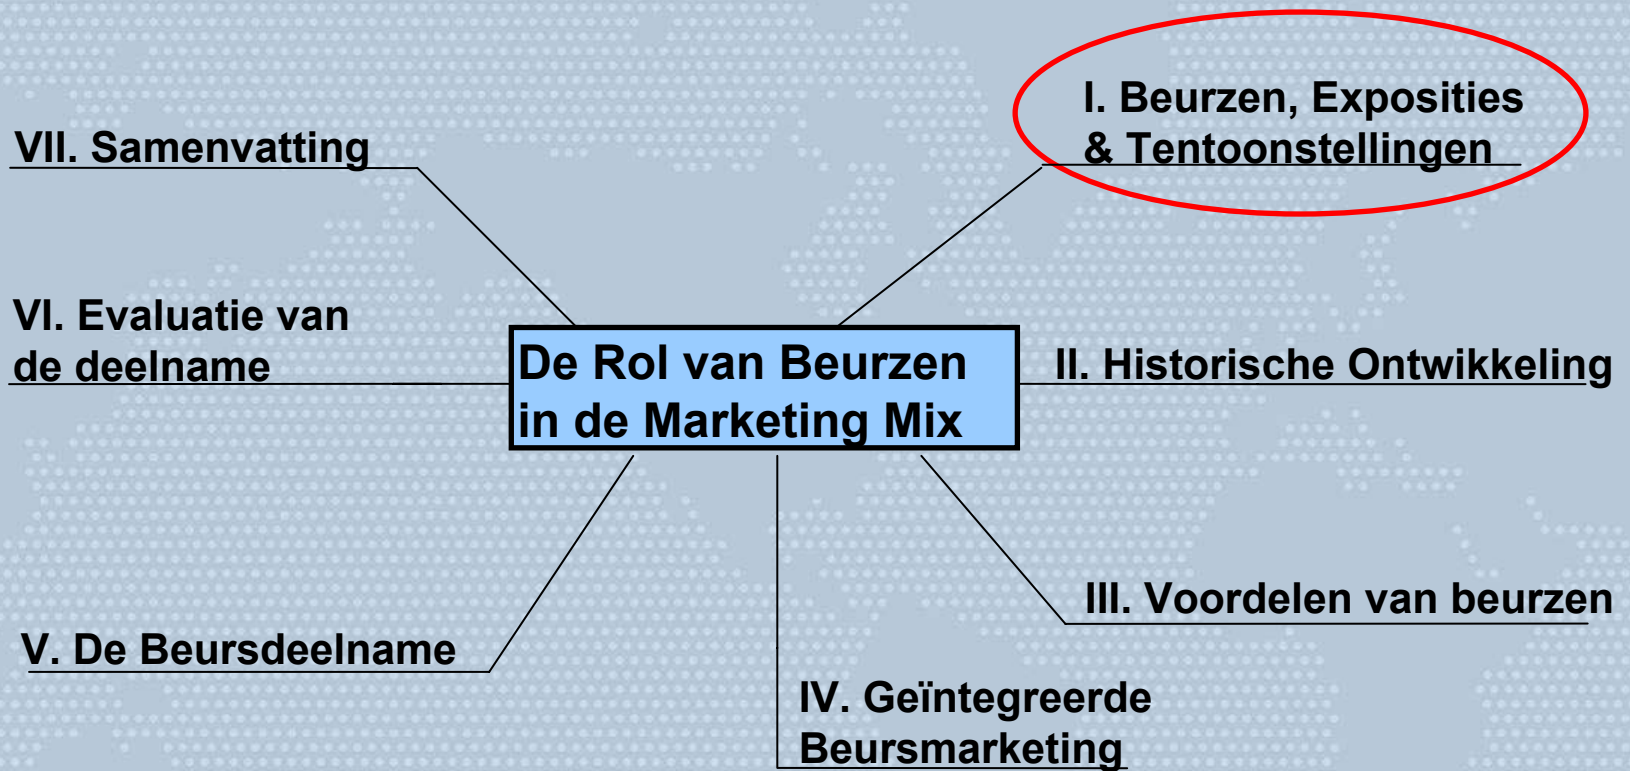 De Rol van Beurzen
in de Marketing Mix
I. Beurzen, Exposities
& Tentoonstellingen
II. Historische Ontwikkeling
III. Voordelen van beurzen
IV. Geïntegreerde
Beursmarketing
V. De Beursdeelname
VI. Evaluatie van
de deelname
VII. Samenvatting